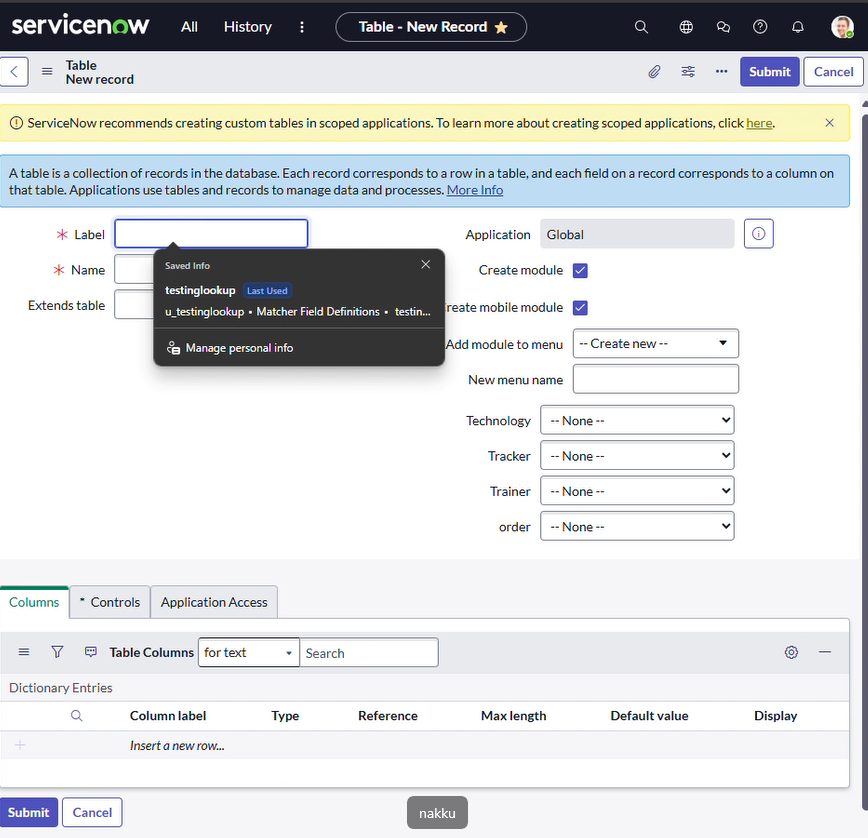 servicenow All History Table - New Record
Table
New record
Submit Cancel
ServiceNow recommends creating custom tables in scoped applications. To learn more about creating scoped applications, click here.
A table is a collection of records in the database. Each record corresponds to a row in a table, and each field on a record corresponds to a column on
that table. Applications use tables and records to manage data and processes. More Info
* Label
* Name
Extends table
Saved Info
testinglookup Last Used
u_testinglookup • Matcher Field Definitions • testin...
Manage personal info
Application Global
Create module
reate mobile module
Add module to menu -- Create new --
New menu name
Technology -- None --
Tracker -- None --
Trainer -- None --
order -- None --
Columns * Controls Application Access
Table Columns for text Search
Dictionary Entries
Column label Type Reference Max length Default value Display
Insert a new row...
Submit Cancel
nakku